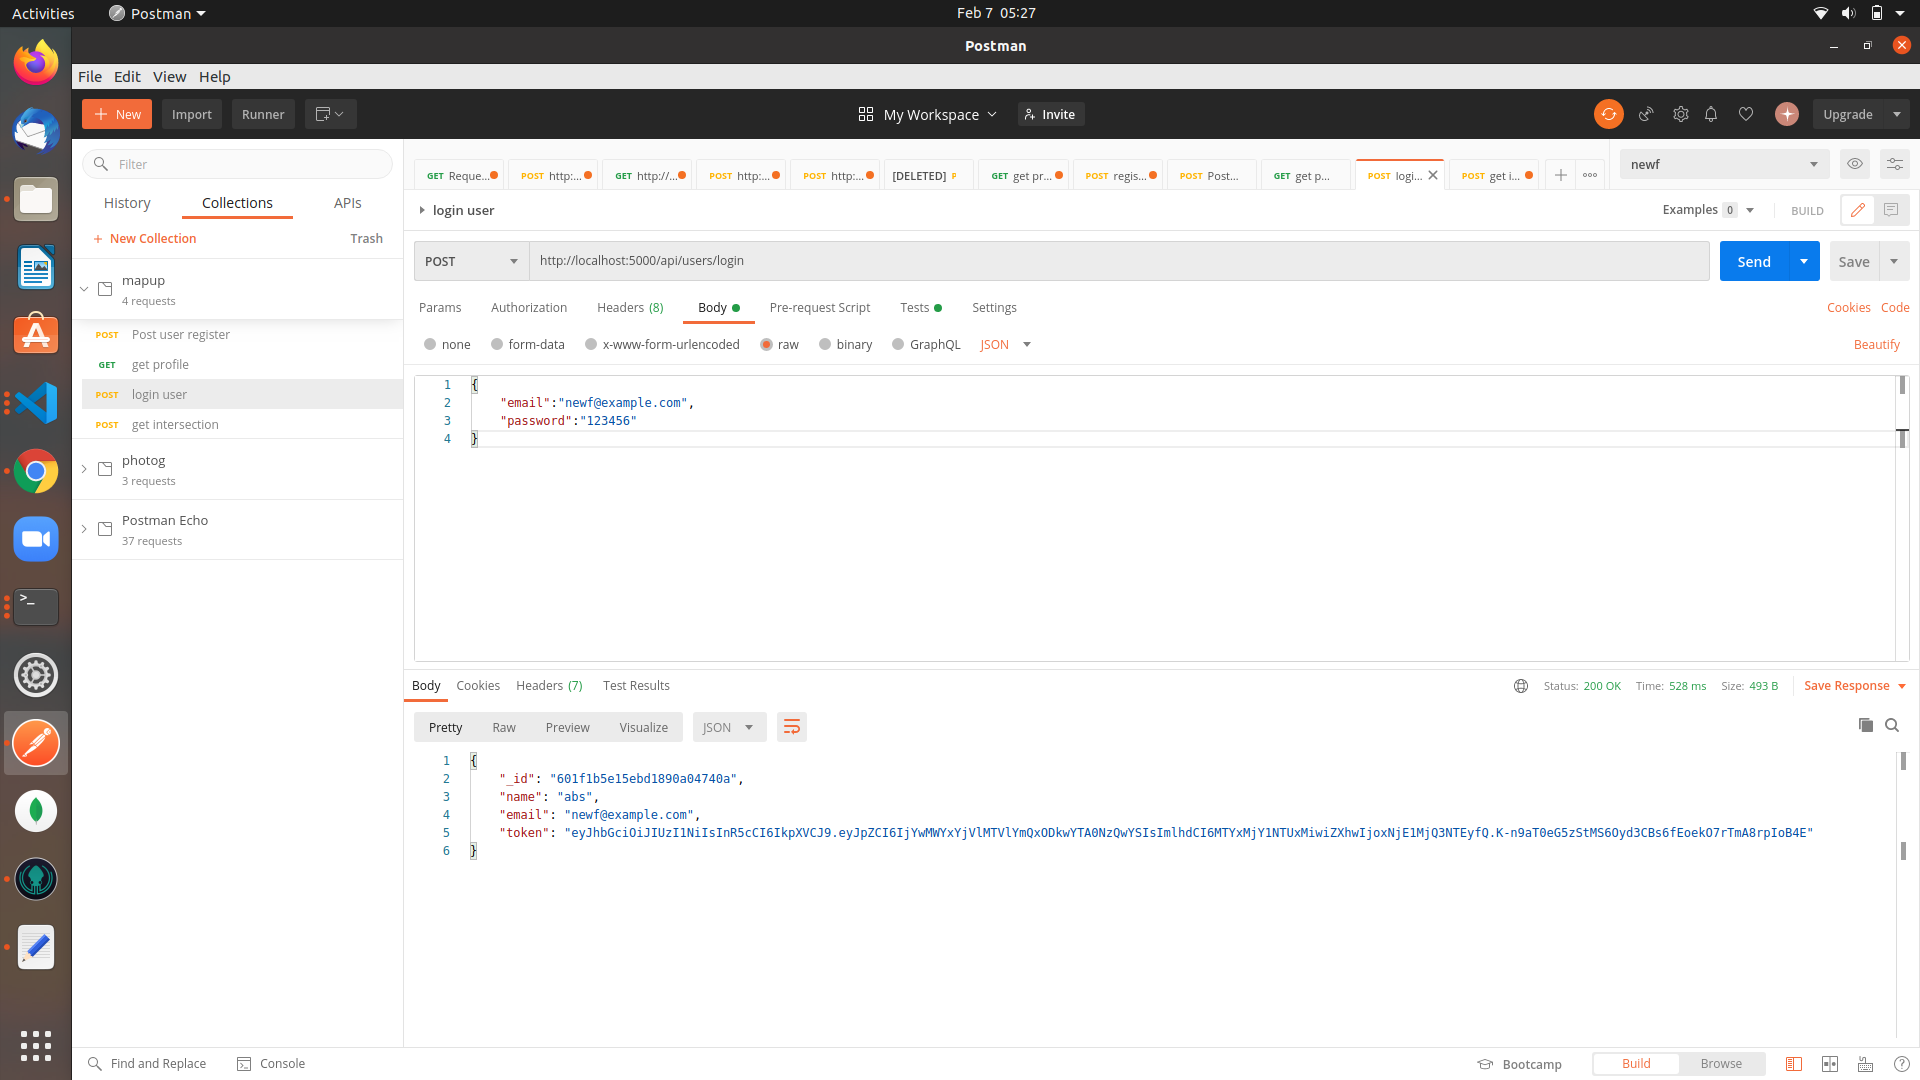 Activities
Postman
Feb 7 05:27
Postman
File Edit View Help
New
Import
Runner
My Workspace
Invite
Upgrade
Filter
History
Collections
APIs
New Collection
Trash
mapup
4 requests
POST Post user register
GET get profile
POST login user
POST get intersection
photog
3 requests
Postman Echo
37 requests
GET Reque...
POST http:...
GET http://...
POST http:...
POST http:...
[DELETED] P
GET get pr...
POST regis...
POST Post...
GET get p...
POST logi...
POST get i...
newf
login user
Examples 0
BUILD
POST
http://localhost:5000/api/users/login
Send
Save
Params
Authorization
Headers (8)
Body
Pre-request Script
Tests
Settings
Cookies
Code
none
form-data
x-www-form-urlencoded
raw
binary
GraphQL
JSON
Beautify
1 {
2 "email":"newf@example.com",
3 "password":"123456"
4 }
Body
Cookies
Headers (7)
Test Results
Status: 200 OK
Time: 528 ms
Size: 493 B
Save Response
Pretty
Raw
Preview
Visualize
JSON
1 {
2 "_id": "601f1b5e15ebd1890a04740a",
3 "name": "abs",
4 "email": "newf@example.com",
5 "token": "eyJhbGciOiJIUzI1NiIsInR5cCI6IkpXVCJ9.eyJpZCI6IjYwMWYxYjVlMTVlYmQxODkwYTA0NzQwYSIsImlhdCI6MTYxMjY1NTUxMiwiZXhwIjoxNjE1MjQ3NTEyfQ.K-n9aT0eG5zStMS6Oyd3CBs6fEoekO7rTmA8rpIoB4E"
6 }
Find and Replace
Console
Bootcamp
Build
Browse